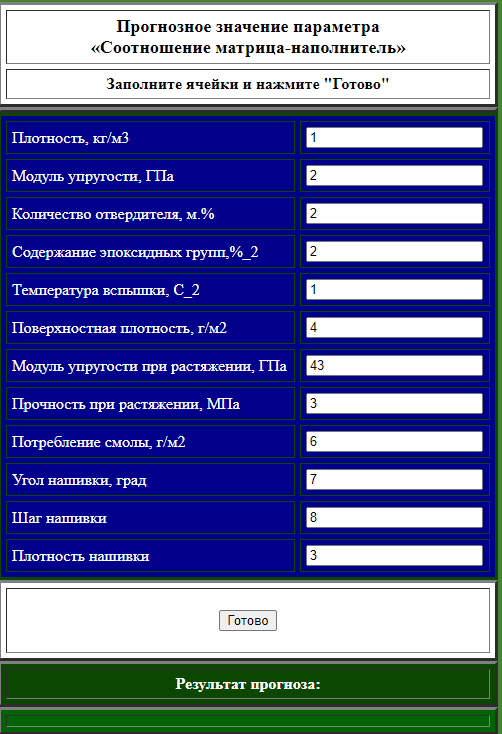 Прогнозное значение параметра
«Соотношение матрица-наполнитель»
Заполните ячейки и нажмите "Готово"
Плотность, кг/м3 1
Модуль упругости, ГПа 2
Количество отвердителя, м.% 2
Содержание эпоксидных групп,%_2 2
Температура вспышки, С_2 1
Поверхностная плотность, г/м2 4
Модуль упругости при растяжении, ГПа 43
Прочность при растяжении, МПа 3
Потребление смолы, г/м2 6
Угол нашивки, град 7
Шаг нашивки 8
Плотность нашивки 3
Готово
Результат прогноза: